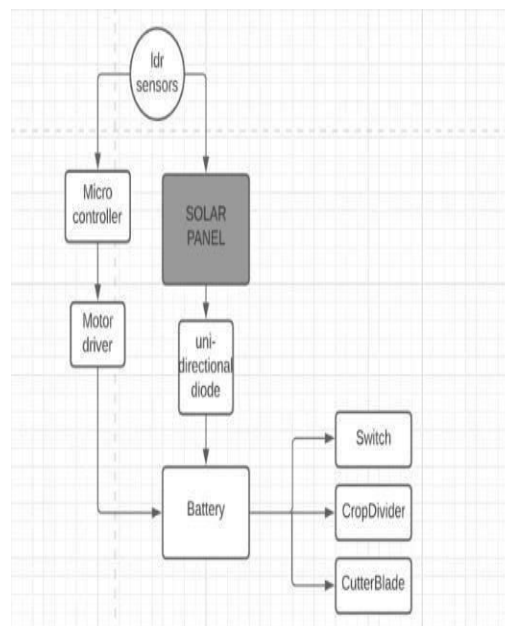 ldr
sensors
Micro
controller
SOLAR
PANEL
Motor
driver
uni-
directional
diode
Battery
Switch
CropDivider
CutterBlade